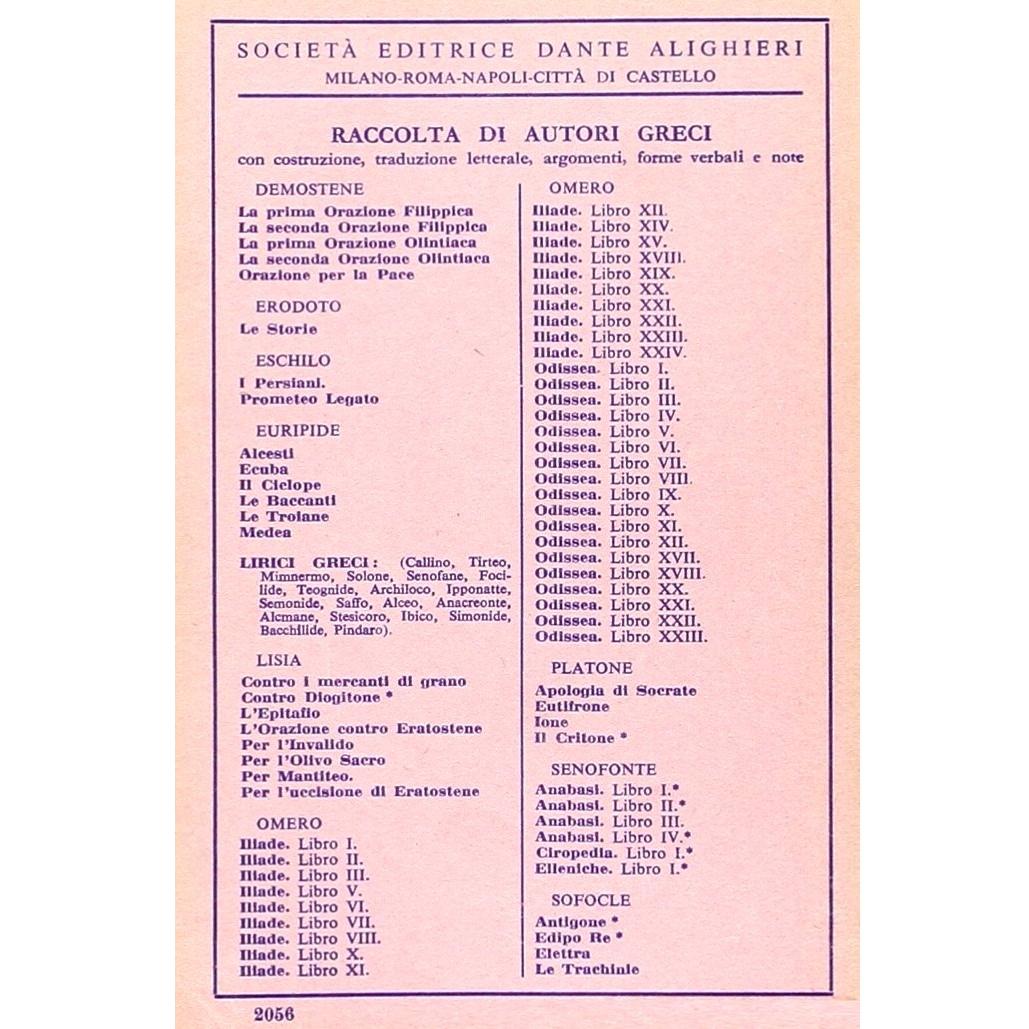 SOCIETÀ EDITRICE DANTE ALIGHIERI
MILANO-ROMA-NAPOLI-CITTÀ DI CASTELLO
RACCOLTA DI AUTORI GRECI
con costruzione, traduzione letterale, argomenti, forme verbali e note
DEMOSTENE
La prima Orazione Filippica
La seconda Orazione Filippica
La prima Orazione Olintiaca
La seconda Orazione Olintiaca
Orazione per la Pace
ERODOTO
Le Storie
ESCHILO
I Persiani.
Prometeo Legato
EURIPIDE
Alcesti
Ecuba
Il Ciclope
Le Baccanti
Le Troiane
Medea
LIRICI GRECI: (Callino, Tirteo,
Mimnermo, Solone, Senofane, Foci-
lide, Teognide, Archiloco, Ipponatte,
Semonide, Saffo, Alceo, Anacreonte,
Alcmane, Stesicoro, Ibico, Simonide,
Bacchilide, Pindaro).
LISIA
Contro i mercanti di grano
Contro Diogitone *
L'Epitafio
L'Orazione contro Eratostene
Per l'Invalido
Per l'Olivo Sacro
Per Mantiteo.
Per l'uccisione di Eratostene
OMERO
Iliade. Libro I.
Iliade. Libro II.
Iliade. Libro III.
Iliade. Libro V.
Iliade. Libro VI.
Iliade. Libro VII.
Iliade. Libro VIII.
Iliade. Libro X.
Iliade. Libro XI.
OMERO
Iliade. Libro XII.
Iliade. Libro XIV.
Iliade. Libro XV.
Iliade. Libro XVIII.
Iliade. Libro XIX.
Iliade. Libro XX.
Iliade. Libro XXI.
Iliade. Libro XXII.
Iliade. Libro XXIII.
Iliade. Libro XXIV.
Odissea. Libro I.
Odissea. Libro II.
Odissea. Libro III.
Odissea. Libro IV.
Odissea. Libro V.
Odissea. Libro VI.
Odissea. Libro VII.
Odissea. Libro VIII.
Odissea. Libro IX.
Odissea. Libro X.
Odissea. Libro XI.
Odissea. Libro XII.
Odissea. Libro XVII.
Odissea. Libro XVIII.
Odissea. Libro XX.
Odissea. Libro XXI.
Odissea. Libro XXII.
Odissea. Libro XXIII.
PLATONE
Apologia di Socrate
Eutifrone
Ione
Il Critone *
SENOFONTE
Anabasi. Libro I.*
Anabasi. Libro II.*
Anabasi. Libro III.
Anabasi. Libro IV.*
Ciropedia. Libro I.*
Elleniche. Libro I.*
SOFOCLE
Antigone *
Edipo Re *
Elettra
Le Trachinie
2056